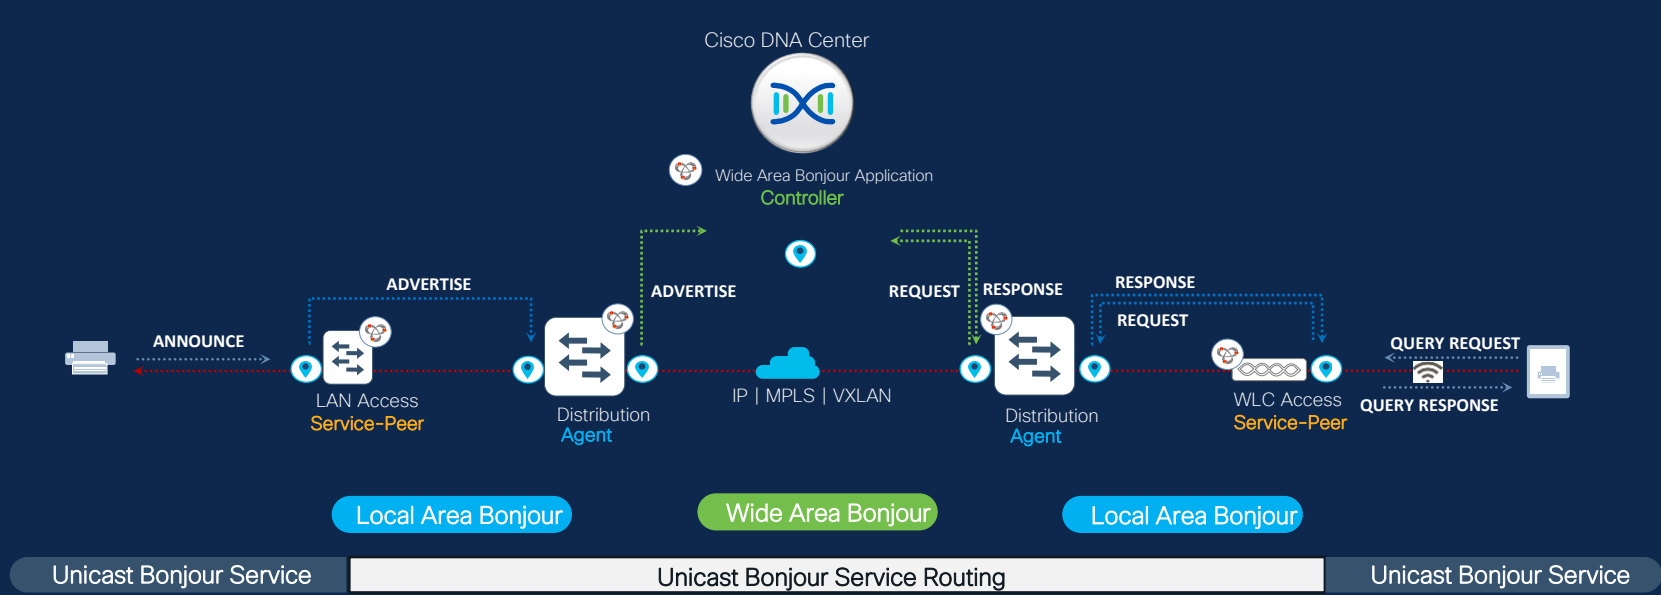 Cisco DNA Center
Wide Area Bonjour Application
Controller
ADVERTISE
ADVERTISE
REQUEST
RESPONSE
RESPONSE
REQUEST
ANNOUNCE
QUERY REQUEST
QUERY RESPONSE
LAN Access
Service-Peer
Distribution
Agent
IP | MPLS | VXLAN
Distribution
Agent
WLC Access
Service-Peer
Local Area Bonjour
Wide Area Bonjour
Local Area Bonjour
Unicast Bonjour Service
Unicast Bonjour Service Routing
Unicast Bonjour Service